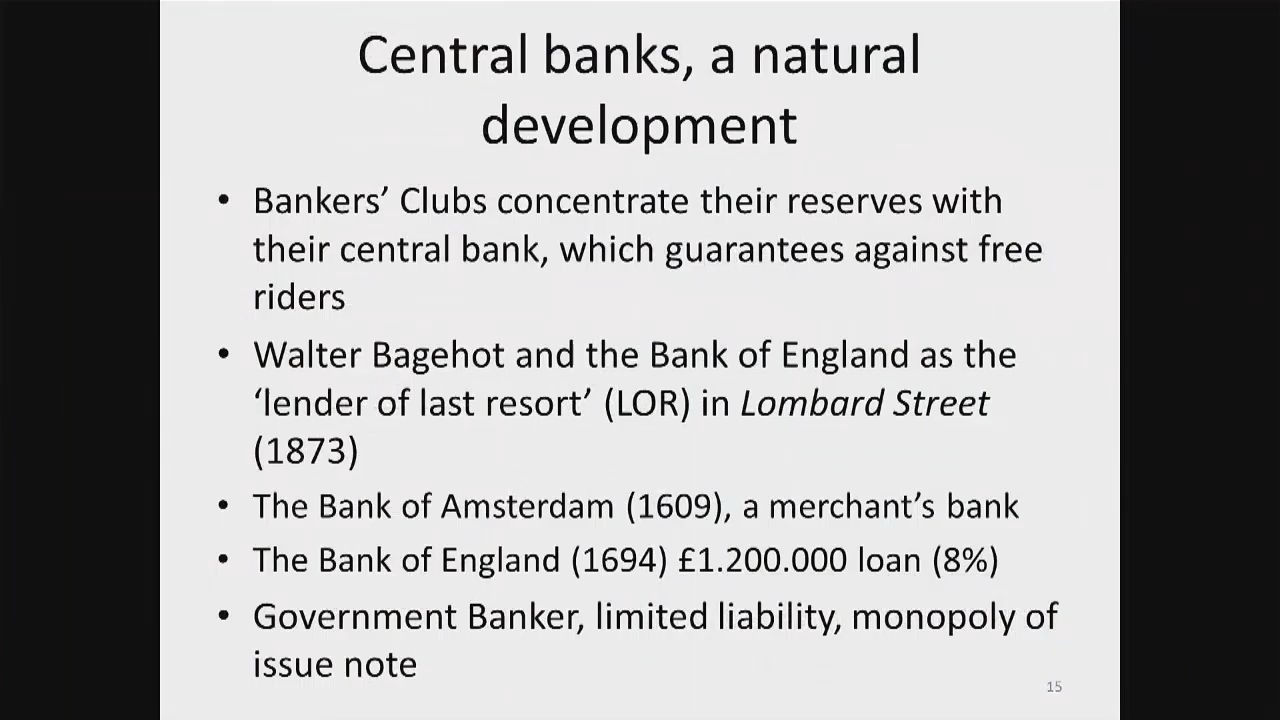 Central banks, a natural
development
• Bankers’ Clubs concentrate their reserves with
their central bank, which guarantees against free
riders
• Walter Bagehot and the Bank of England as the
‘lender of last resort’ (LOR) in Lombard Street
(1873)
• The Bank of Amsterdam (1609), a merchant’s bank
• The Bank of England (1694) £1.200.000 loan (8%)
• Government Banker, limited liability, monopoly of
issue note
15